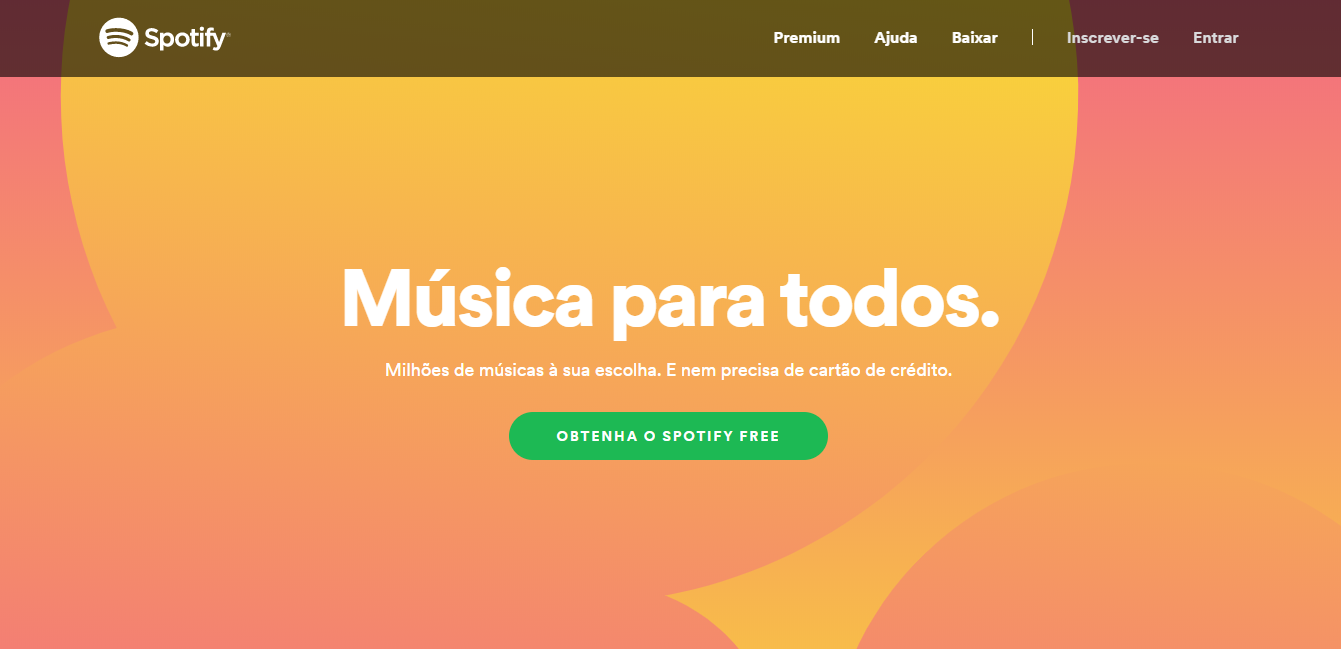 Spotify®
Premium Ajuda Baixar | Inscrever-se Entrar
Música para todos.
Milhões de músicas à sua escolha. E nem precisa de cartão de crédito.
OBTENHA O SPOTIFY FREE